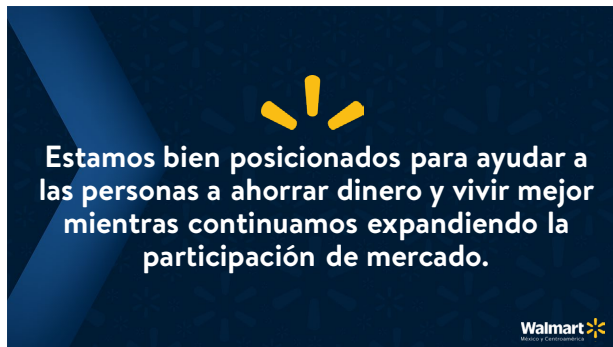 Estamos bien posicionados para ayudar a
las personas a ahorrar dinero y vivir mejor
mientras continuamos expandiendo la
participación de mercado.
Walmart
México y Centroamérica